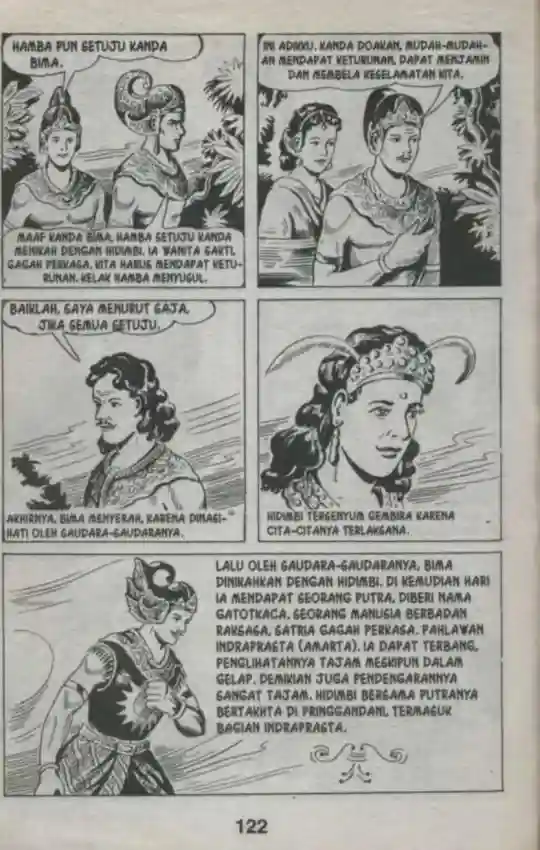 HAMBA PUN SETUJU KANDA
BIMA.
MAAF KANDA BIMA, HAMBA SETUJU KANDA
MENIKAH DENGAN HIDIMBI. IA WANITA SAKTI,
GAGAH PERKASA. KITA HARUS MENDAPAT KETU-
RUNAN. KELAK HAMBA MENYUSUL.
INI ADIKKU. KANDA DOAKAN, MUDAH-MUDAH-
AN MENDAPAT KETURUNAN, DAPAT MENJAMIN
DAN MEMBELA KESELAMATAN KITA.
BAIKLAH, SAYA MENURUT SAJA,
JIKA SEMUA SETUJU.
AKHIRNYA, BIMA MENYERAH, KARENA DINASI-
HATI OLEH SAUDARA-SAUDARANYA.
HIDIMBI TERSENYUM GEMBIRA KARENA
CITA-CITANYA TERLAKSANA.
LALU OLEH SAUDARA-SAUDARANYA, BIMA
DINIKAHKAN DENGAN HIDIMBI. DI KEMUDIAN HARI
IA MENDAPAT SEORANG PUTRA, DIBERI NAMA
GATOTKACA. SEORANG MANUSIA BERBADAN
RAKSASA, SATRIA GAGAH PERKASA. PAHLAWAN
INDRAPRASTA (AMARTA). IA DAPAT TERBANG,
PENGLIHATANNYA TAJAM MESKIPUN DALAM
GELAP. DEMIKIAN JUGA PENDENGARANNYA
SANGAT TAJAM. HIDIMBI BERSAMA PUTRANYA
BERTAKHTA DI PRINGGANDANI, TERMASUK
BAGIAN INDRAPRASTA.
122